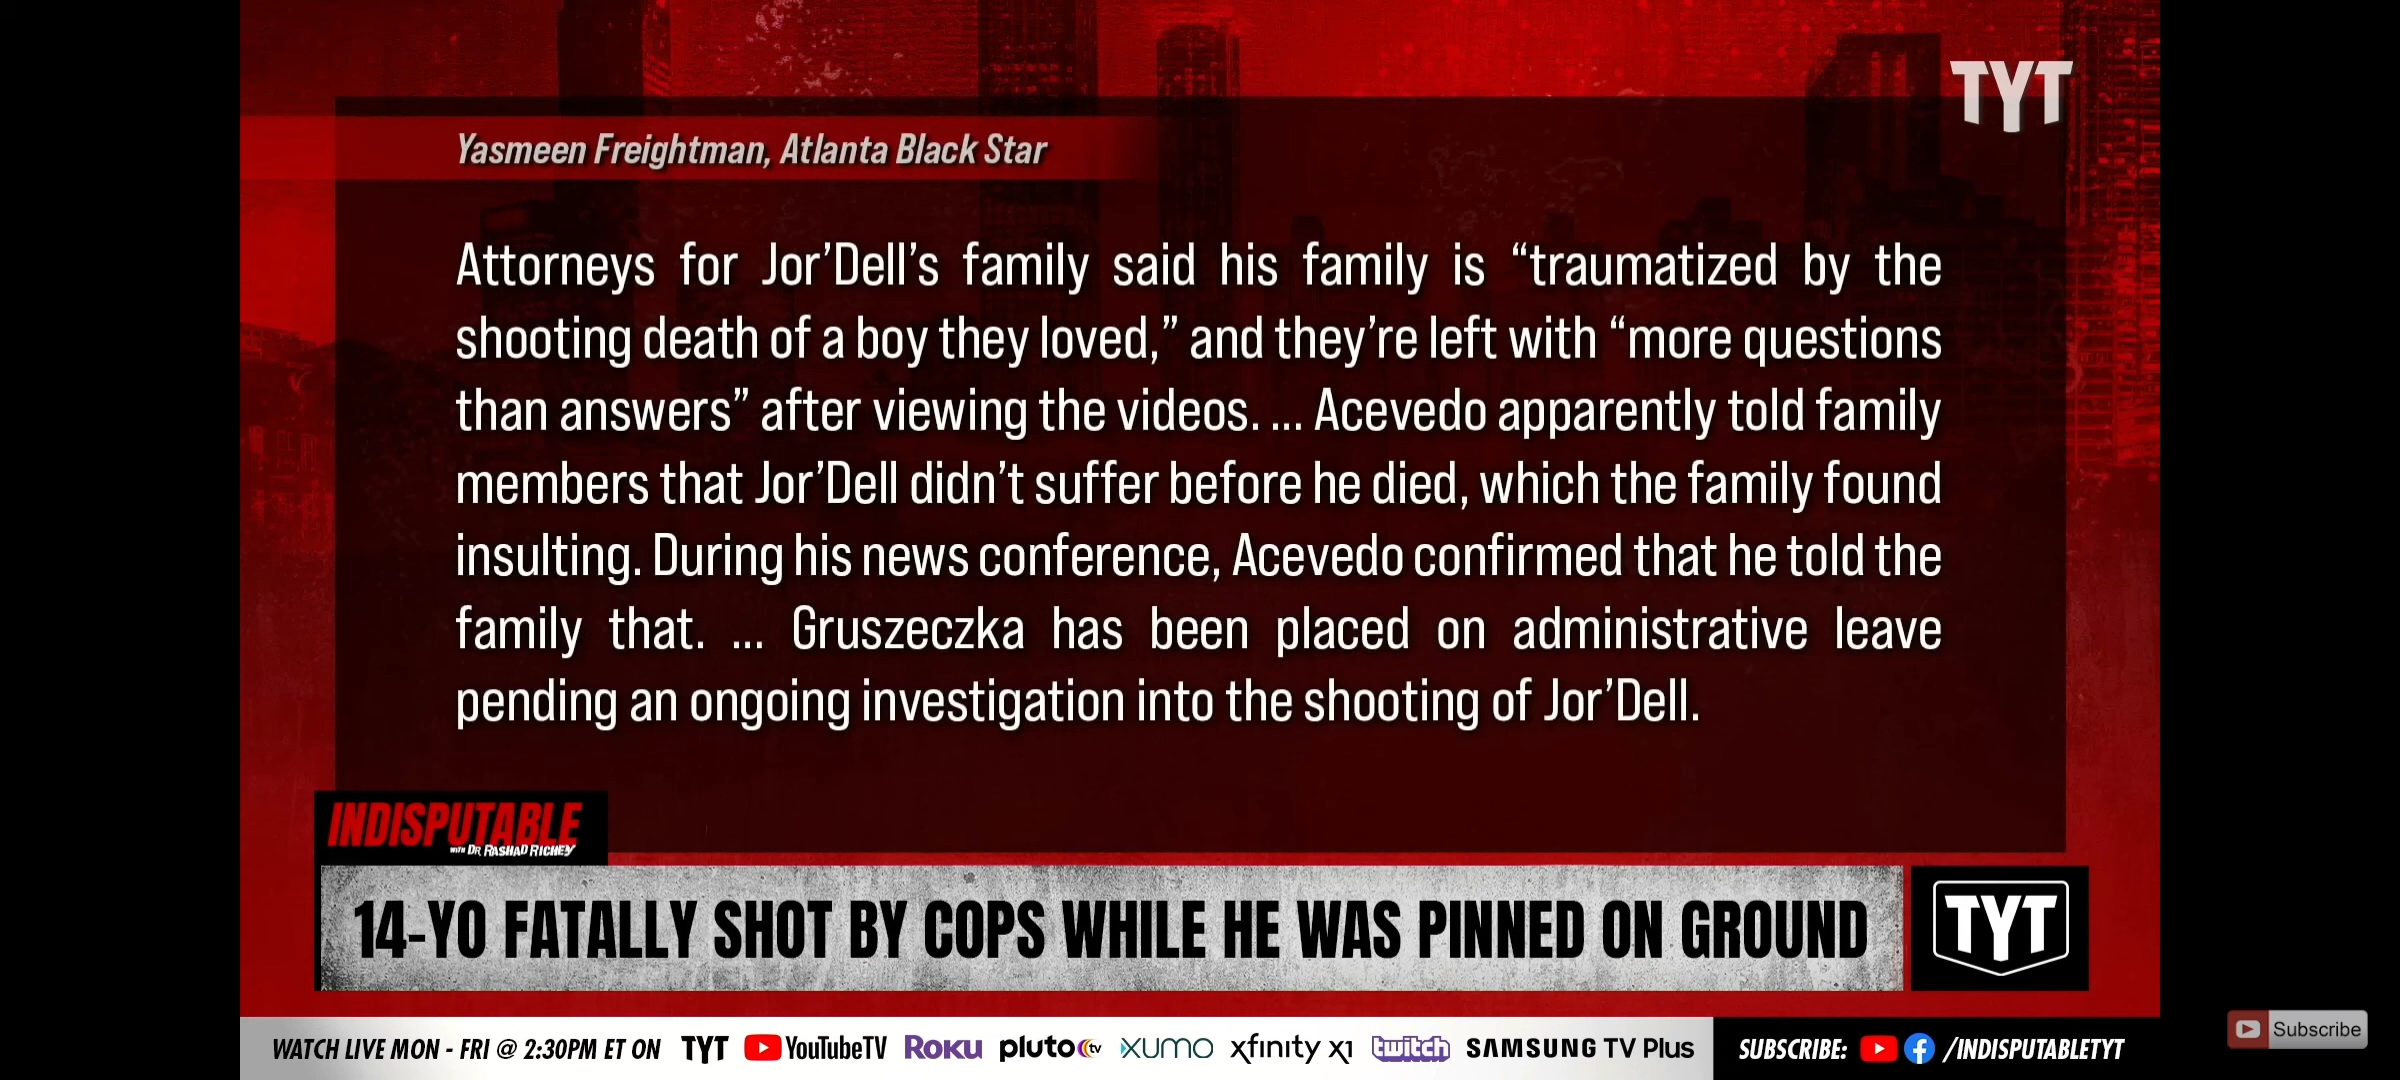 TYT
Yasmeen Freightman, Atlanta Black Star
Attorneys for Jor’Dell’s family said his family is “traumatized by the
shooting death of a boy they loved,” and they’re left with “more questions
than answers” after viewing the videos. ... Acevedo apparently told family
members that Jor’Dell didn’t suffer before he died, which the family found
insulting. During his news conference, Acevedo confirmed that he told the
family that. ... Gruszeczka has been placed on administrative leave
pending an ongoing investigation into the shooting of Jor’Dell.
INDISPUTABLE
WITH DR RASHAD RICHEY
14-YO FATALLY SHOT BY COPS WHILE HE WAS PINNED ON GROUND
TYT
WATCH LIVE MON - FRI @ 2:30PM ET ON TYT YouTubeTV ROKU pluto tv XUMO xfinity x1 twitch SAMSUNG TV Plus SUBSCRIBE: /INDISPUTABLETYT
Subscribe